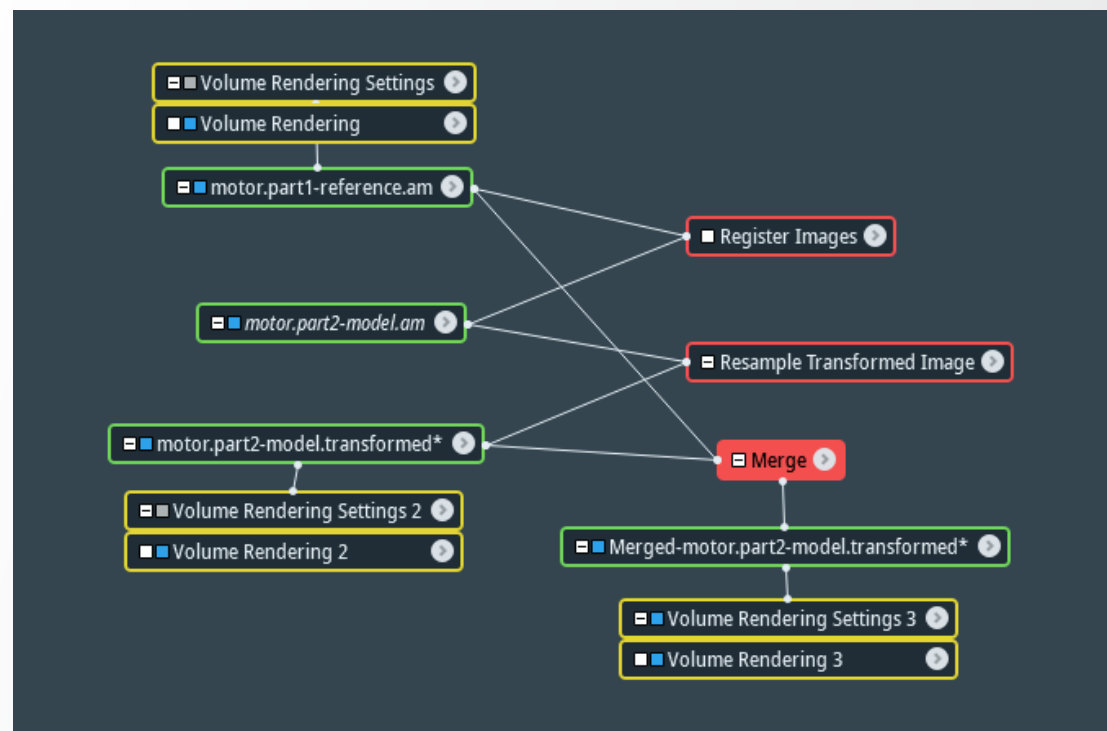 Volume Rendering Settings
Volume Rendering
motor.part1-reference.am
Register Images
motor.part2-model.am
Resample Transformed Image
motor.part2-model.transformed*
Merge
Volume Rendering Settings 2
Volume Rendering 2
Merged-motor.part2-model.transformed*
Volume Rendering Settings 3
Volume Rendering 3